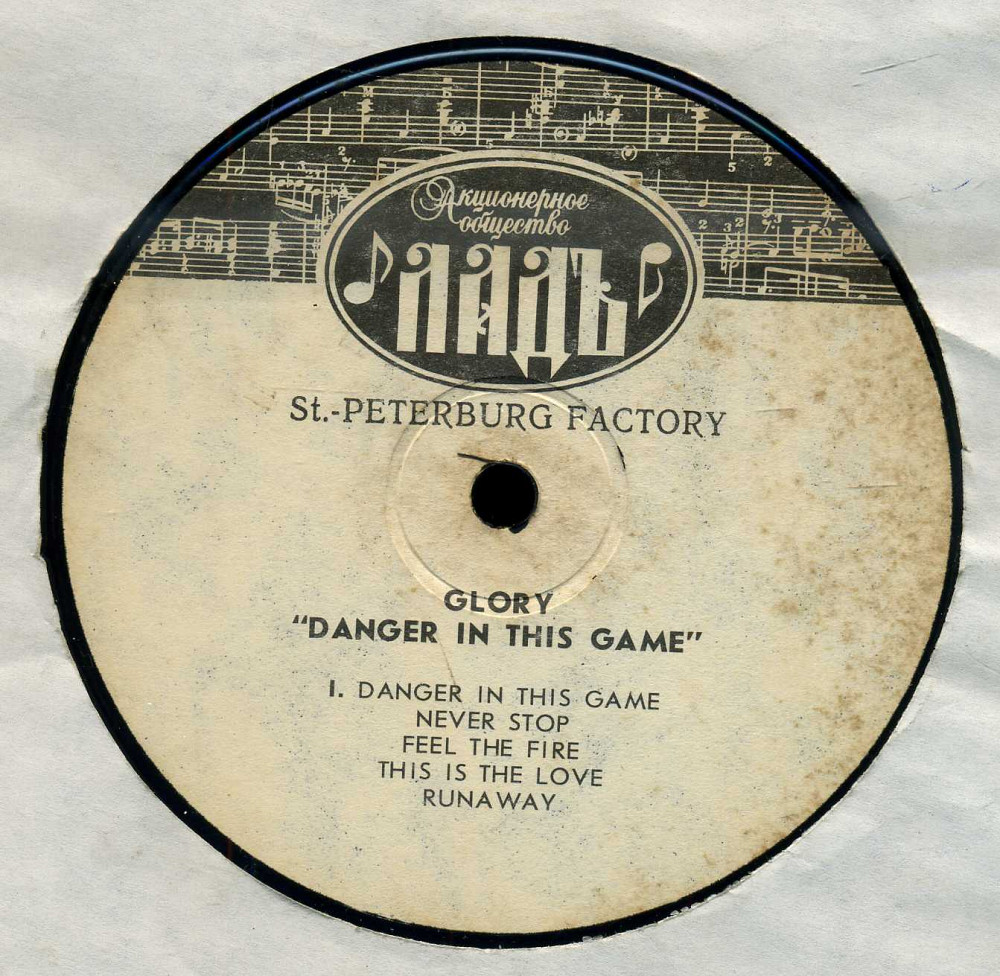 Акционерное
общество
ЛАДЪ
St.-PETERBURG FACTORY
GLORY
"DANGER IN THIS GAME"
I. DANGER IN THIS GAME
NEVER STOP
FEEL THE FIRE
THIS IS THE LOVE
RUNAWAY